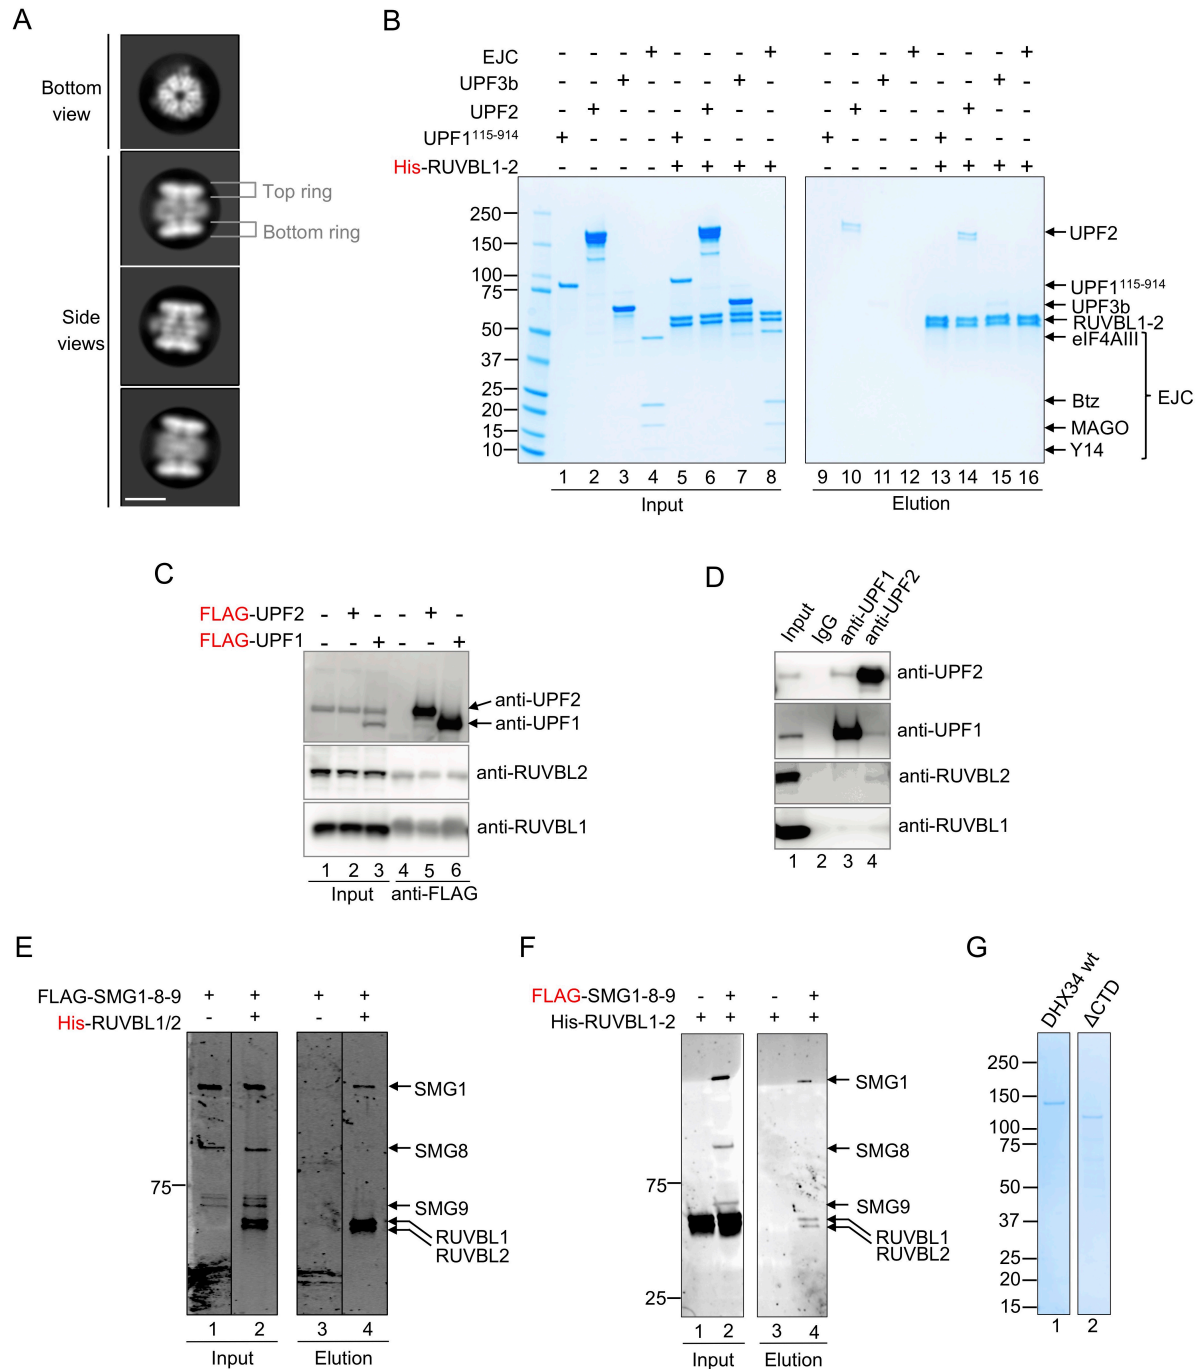 A
Bottom
view
Top ring
Bottom ring
Side
views
B
EJC - - - + - - - + - - - + - - - +
UPF3b - - + - - - + - - - + - - - + -
UPF2 - + - - - + - - - + - - - + - -
UPF1115-914 + - - - + - - - - - - - + - - -
His-RUVBL1-2 - - - - + + + + - - - - + + + +
250
150
100
75
50
37
25
20
15
10
UPF2
UPF1115-914
UPF3b
RUVBL1-2
eIF4AIII
Btz
MAGO
Y14
EJC
1 2 3 4 5 6 7 8 9 10 11 12 13 14 15 16
Input Elution
C
FLAG-UPF2 - + - - + -
FLAG-UPF1 - - + - - +
anti-UPF2
anti-UPF1
anti-RUVBL2
anti-RUVBL1
1 2 3 4 5 6
Input anti-FLAG
D
Input IgG anti-UPF1 anti-UPF2
anti-UPF2
anti-UPF1
anti-RUVBL2
anti-RUVBL1
1 2 3 4
E
FLAG-SMG1-8-9 + + + +
His-RUVBL1/2 - + - +
75
SMG1
SMG8
SMG9
RUVBL1
RUVBL2
1 2 3 4
Input Elution
F
FLAG-SMG1-8-9 - + - +
His-RUVBL1-2 + + + +
75
25
SMG1
SMG8
SMG9
RUVBL1
RUVBL2
1 2 3 4
Input Elution
G
DHX34 wt ΔCTD
250
150
100
75
50
37
25
20
15
1 2